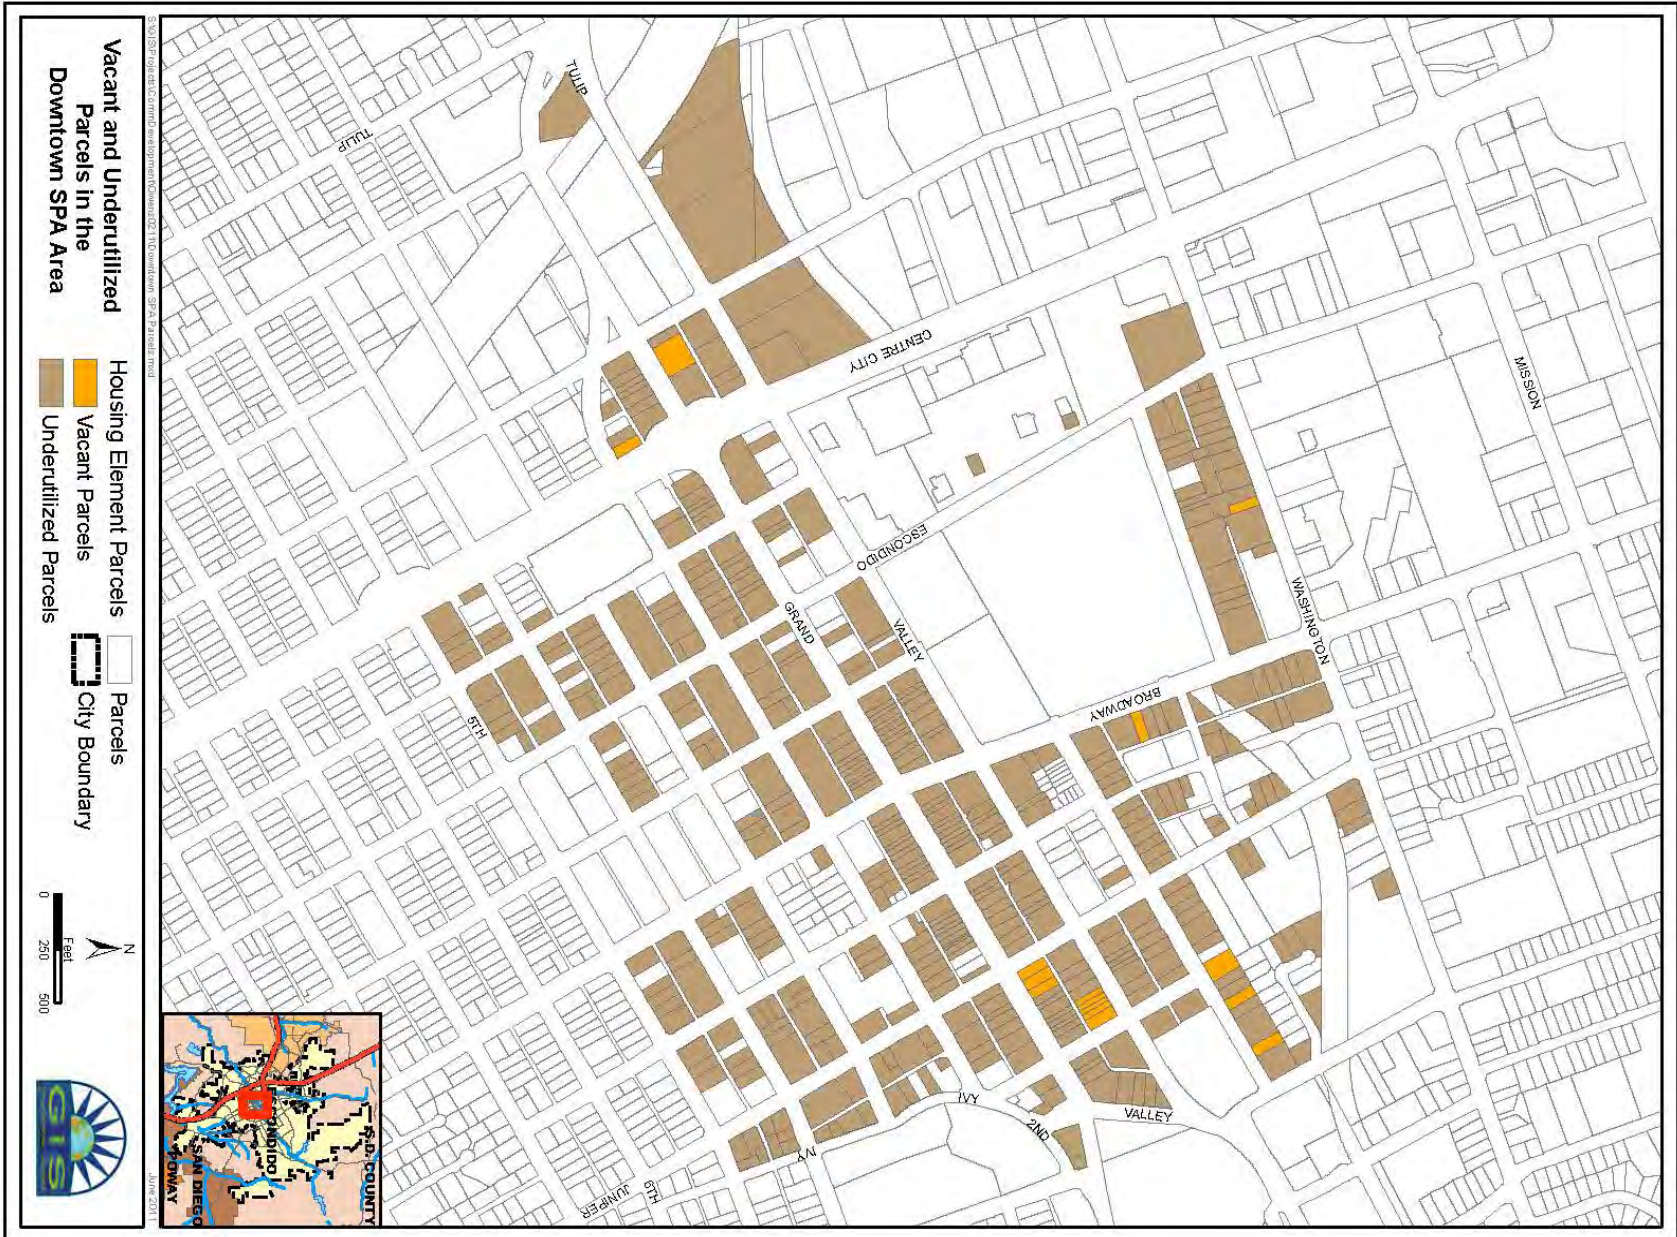 Vacant and Underutilized
Parcels in the
Downtown SPA Area
Housing Element Parcels
Vacant Parcels
Underutilized Parcels
Parcels
City Boundary
0
250
500
Feet
N
GIS
June 2011
TULIP
TULIP
CENTRE CITY
MISSION
WASHINGTON
ESCONDIDO
GRAND
VALLEY
BROADWAY
5TH
IVY
2ND
VALLEY
IVY
6TH
JUNIPER
S.D. COUNTY
NDIDO
SAN DIEGO
POWAY